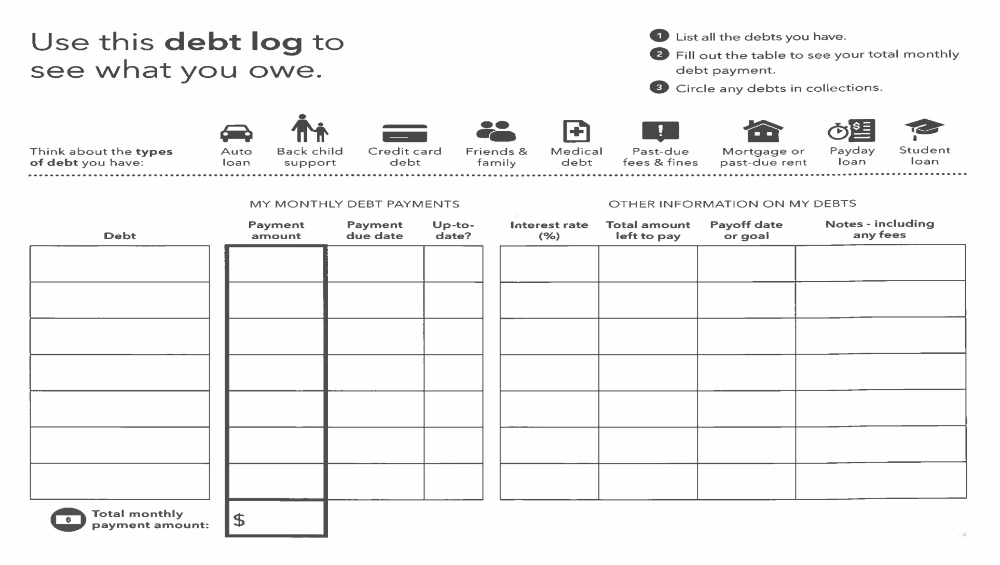 Use this debt log to
see what you owe.
1 List all the debts you have.
2 Fill out the table to see your total monthly
debt payment.
3 Circle any debts in collections.
Think about the types
of debt you have:
Auto
loan
Back child
support
Credit card
debt
Friends &
family
Medical
debt
Past-due
fees & fines
Mortgage or
past-due rent
Payday
loan
Student
loan
MY MONTHLY DEBT PAYMENTS
OTHER INFORMATION ON MY DEBTS
Debt
Payment
amount
Payment
due date
Up-to-
date?
Interest rate
(%)
Total amount
left to pay
Payoff date
or goal
Notes - including
any fees
Total monthly
payment amount:
$